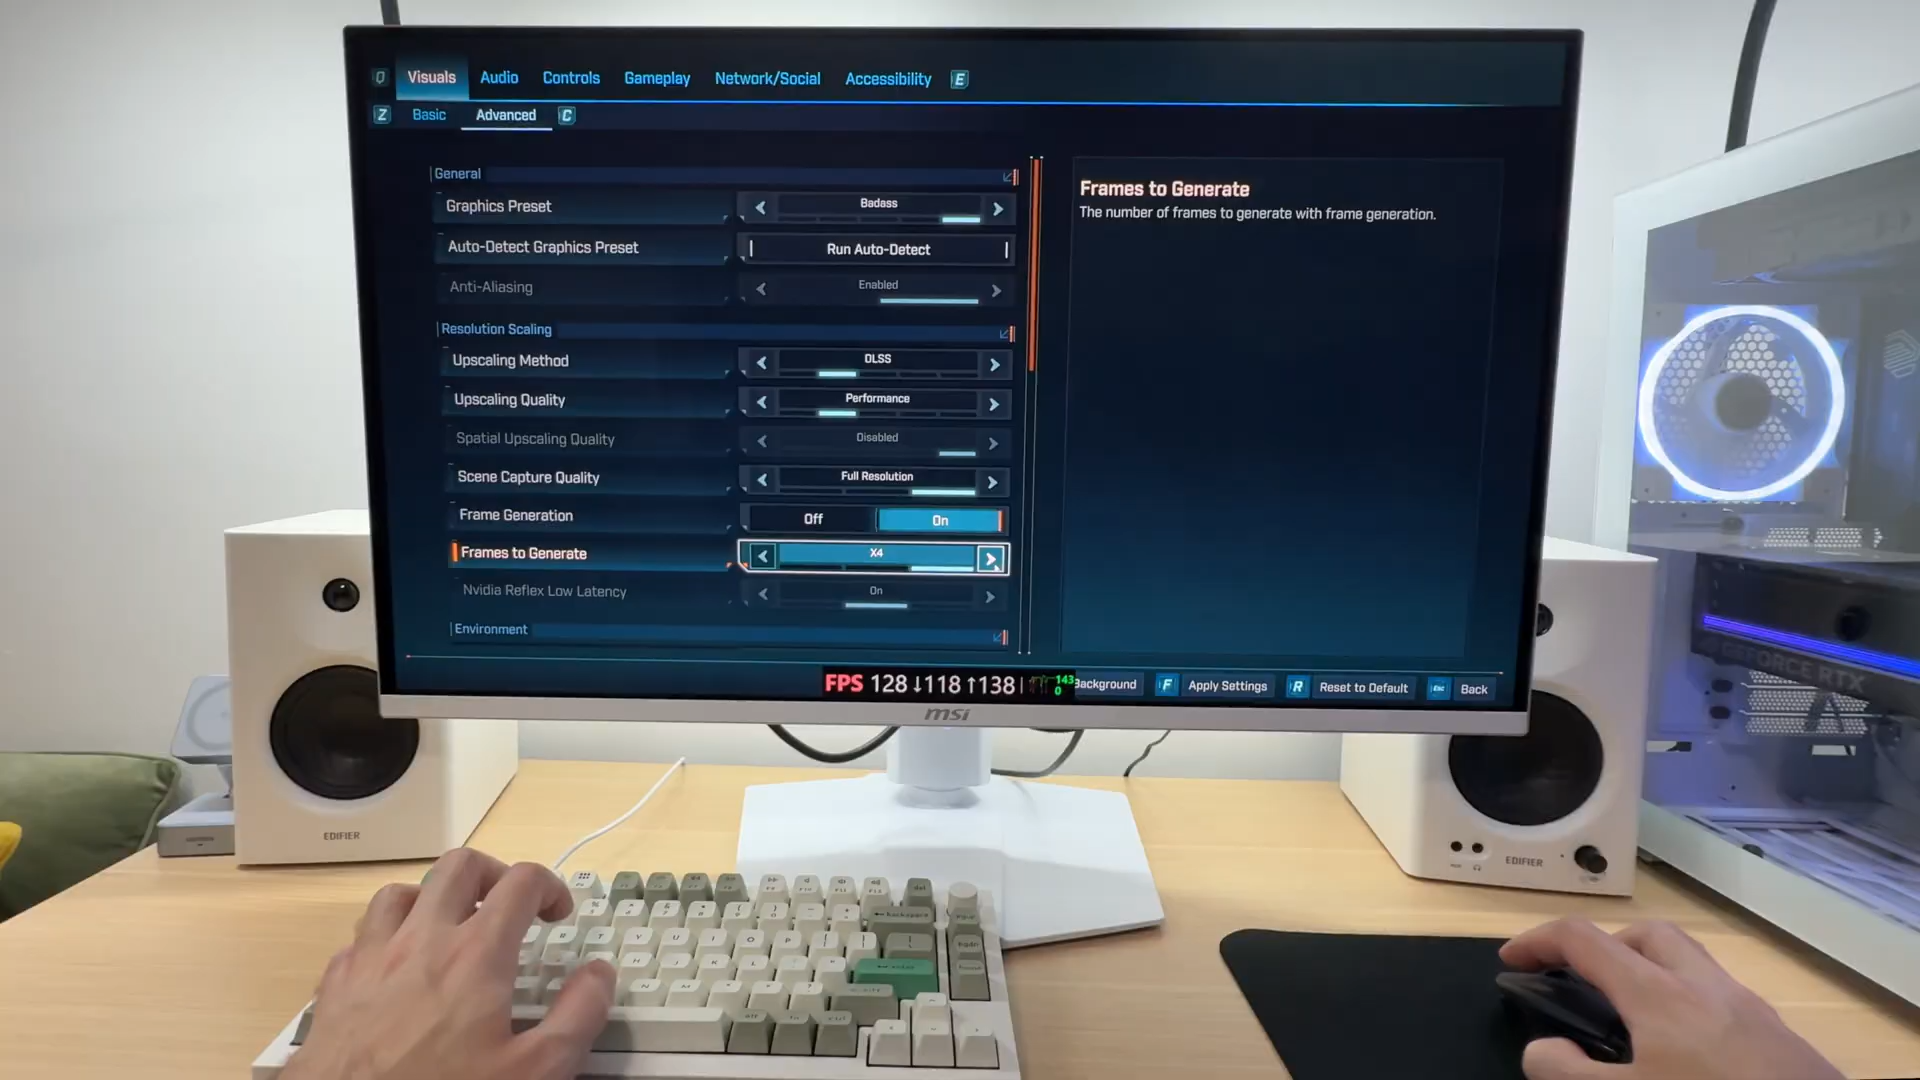 Q Visuals Audio Controls Gameplay Network/Social Accessibility E
Z Basic Advanced C
General
Graphics Preset Badass
Auto-Detect Graphics Preset Run Auto-Detect
Anti-Aliasing Enabled
Resolution Scaling
Upscaling Method DLSS
Upscaling Quality Performance
Spatial Upscaling Quality Disabled
Scene Capture Quality Full Resolution
Frame Generation Off On
Frames to Generate X4
Nvidia Reflex Low Latency On
Environment
Frames to Generate
The number of frames to generate with frame generation.
FPS 128 ↓118 ↑138 143
0
Background F Apply Settings R Reset to Default Esc Back
msi
EDIFIER
EDIFIER
GEFORCE RTX
backspace